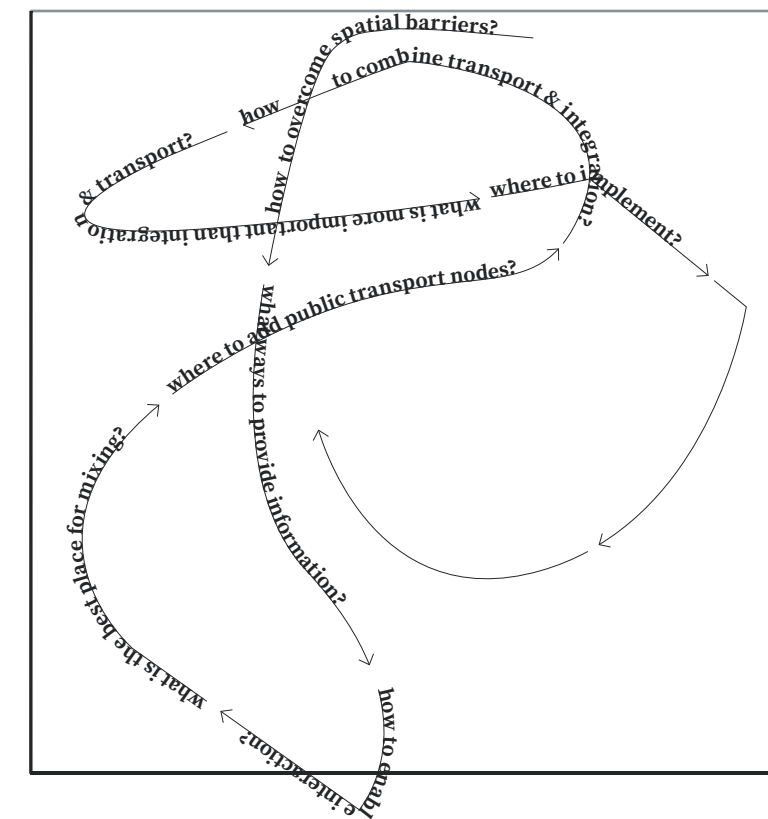 how to overcome spatial barriers?
what ways to provide information?
how to enable interaction?
what is the best place for mixing?
where to add public transport nodes?
how to combine transport & integration?
what is more important than integration & transport?
where to implement?